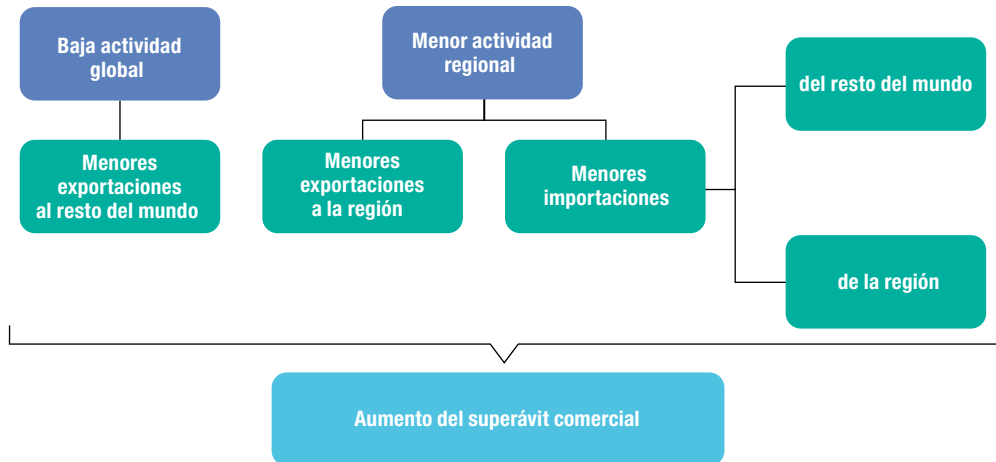 Baja actividad
global
Menor actividad
regional
del resto del mundo
Menores
exportaciones
al resto del mundo
Menores
exportaciones
a la región
Menores
importaciones
de la región
Aumento del superávit comercial